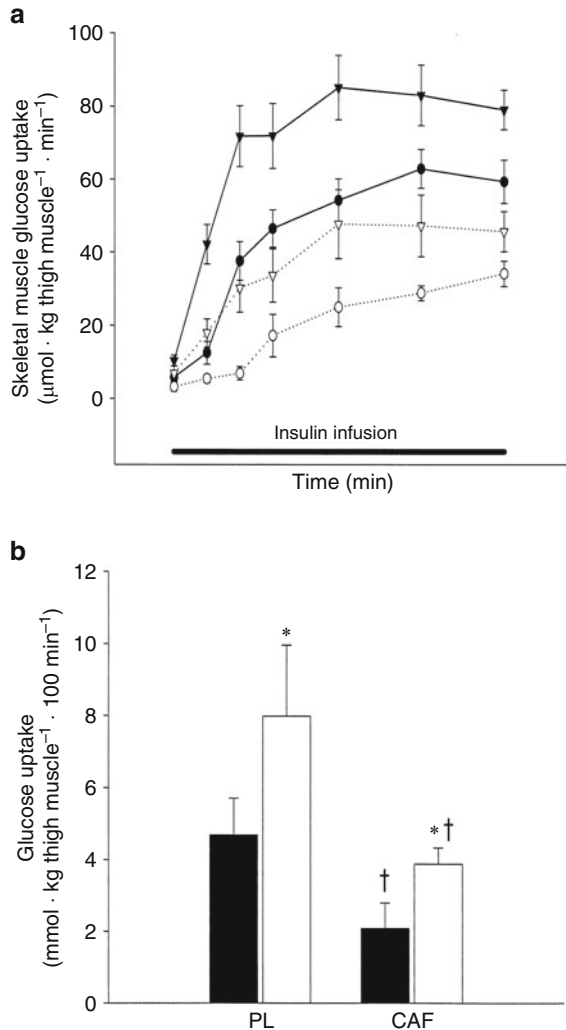 a
Skeletal muscle glucose uptake
(μmol · kg thigh muscle⁻¹ · min⁻¹)
100
80
60
40
20
0
Insulin infusion
Time (min)
b
Glucose uptake
(mmol · kg thigh muscle⁻¹ · 100 min⁻¹)
12
10
8
6
4
2
0
*
†
*†
PL
CAF